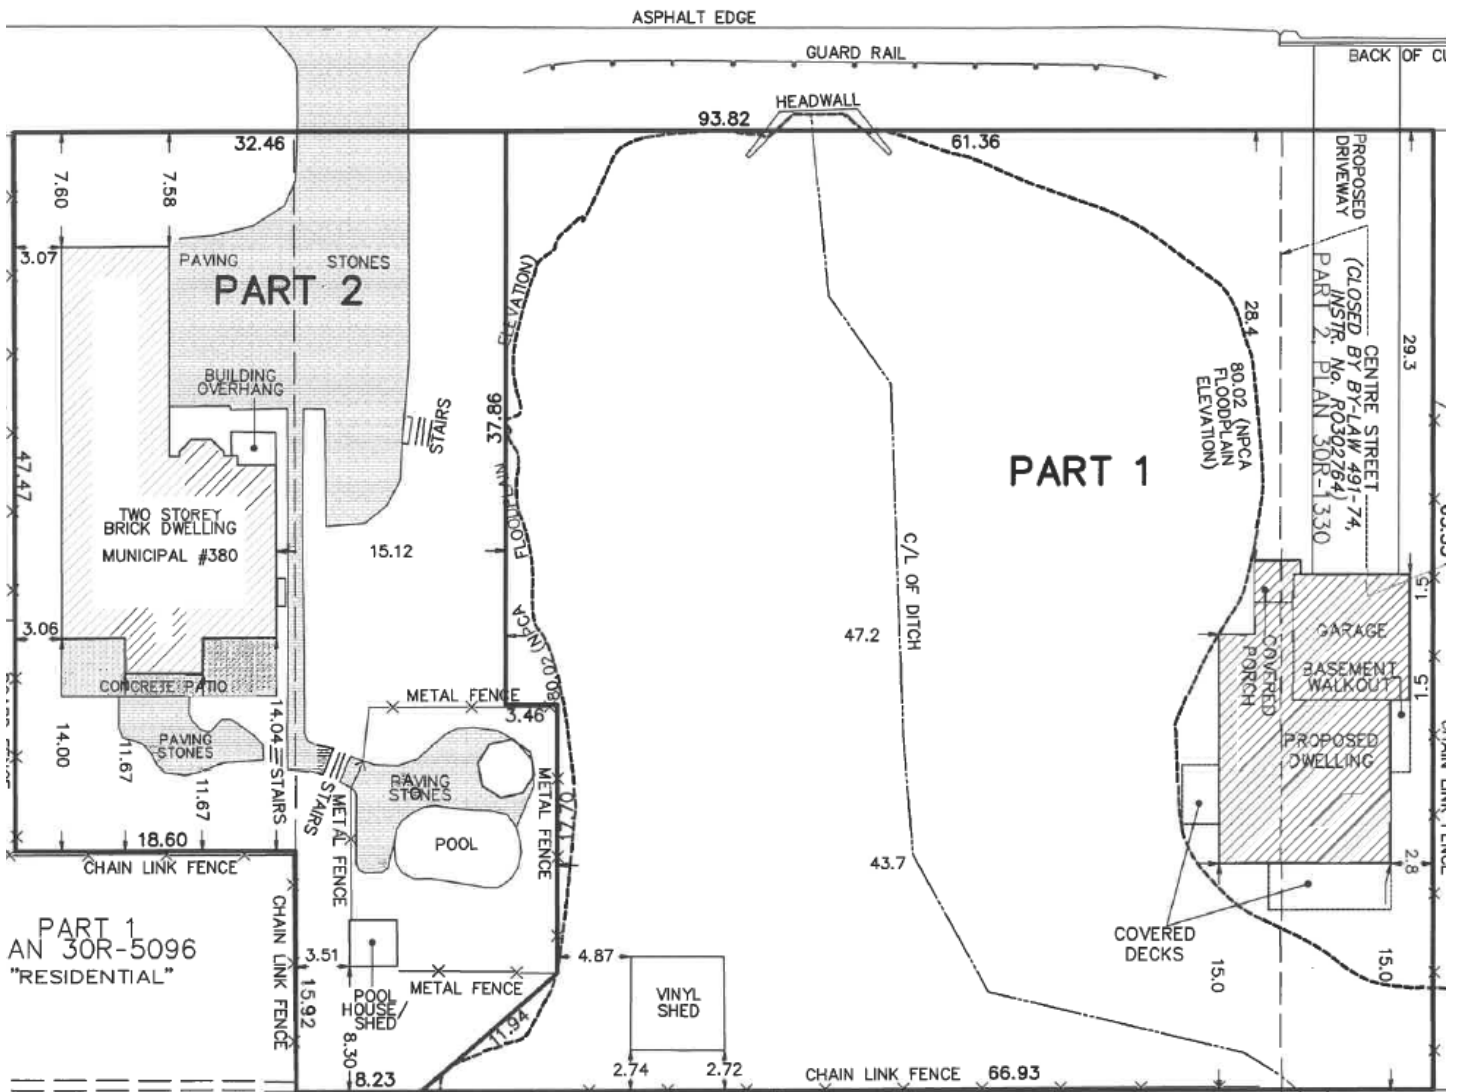 ASPHALT EDGE
GUARD RAIL
BACK OF CU
HEADWALL
93.82
32.46
61.36
7.60
7.58
PROPOSED
DRIVEWAY
3.07
PAVING STONES
PART 2
ELEVATION)
28.4
CENTRE STREET
(CLOSED BY BY-LAW 491-74,
INSTR. No. RO302764)
PART 2, PLAN 30R-1330
29.3
BUILDING
OVERHANG
80.02 (NPCA
FLOODPLAIN
ELEVATION)
STAIRS
37.86
PART 1
47.47
FLOODPLAIN
TWO STOREY
BRICK DWELLING
MUNICIPAL #380
15.12
C/L OF DITCH
1.5
3.06
80.02 (NPCA
47.2
GARAGE
COVERED
PORCH
BASEMENT
WALKOUT
1.5
CONCRETE PATIO
METAL FENCE
3.46
PAVING
STONES
14.00
11.67
11.67
14.04
STAIRS
STAIRS
METAL FENCE
PAVING
STONES
METAL FENCE
17.70
PROPOSED
DWELLING
POOL
18.60
CHAIN LINK FENCE
43.7
2.8
PART 1
AN 30R-5096
"RESIDENTIAL"
CHAIN LINK FENCE
COVERED
DECKS
3.51
4.87
15.0
15.0
15.92
POOL
HOUSE/
SHED
METAL FENCE
VINYL
SHED
11.94
8.30
8.23
2.74
2.72
CHAIN LINK FENCE
66.93